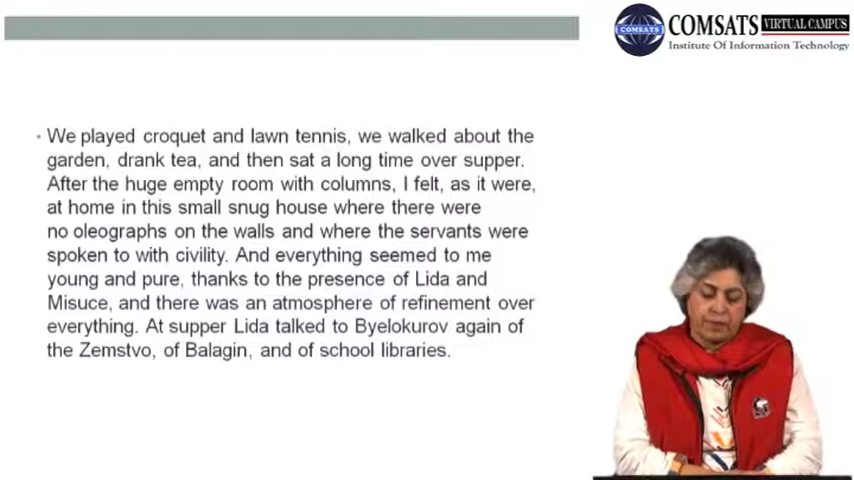 COMSATS
COMSATS VIRTUAL CAMPUS
Institute Of Information Technology
We played croquet and lawn tennis, we walked about the
garden, drank tea, and then sat a long time over supper.
After the huge empty room with columns, I felt, as it were,
at home in this small snug house where there were
no oleographs on the walls and where the servants were
spoken to with civility. And everything seemed to me
young and pure, thanks to the presence of Lida and
Misuce, and there was an atmosphere of refinement over
everything. At supper Lida talked to Byelokurov again of
the Zemstvo, of Balagin, and of school libraries.